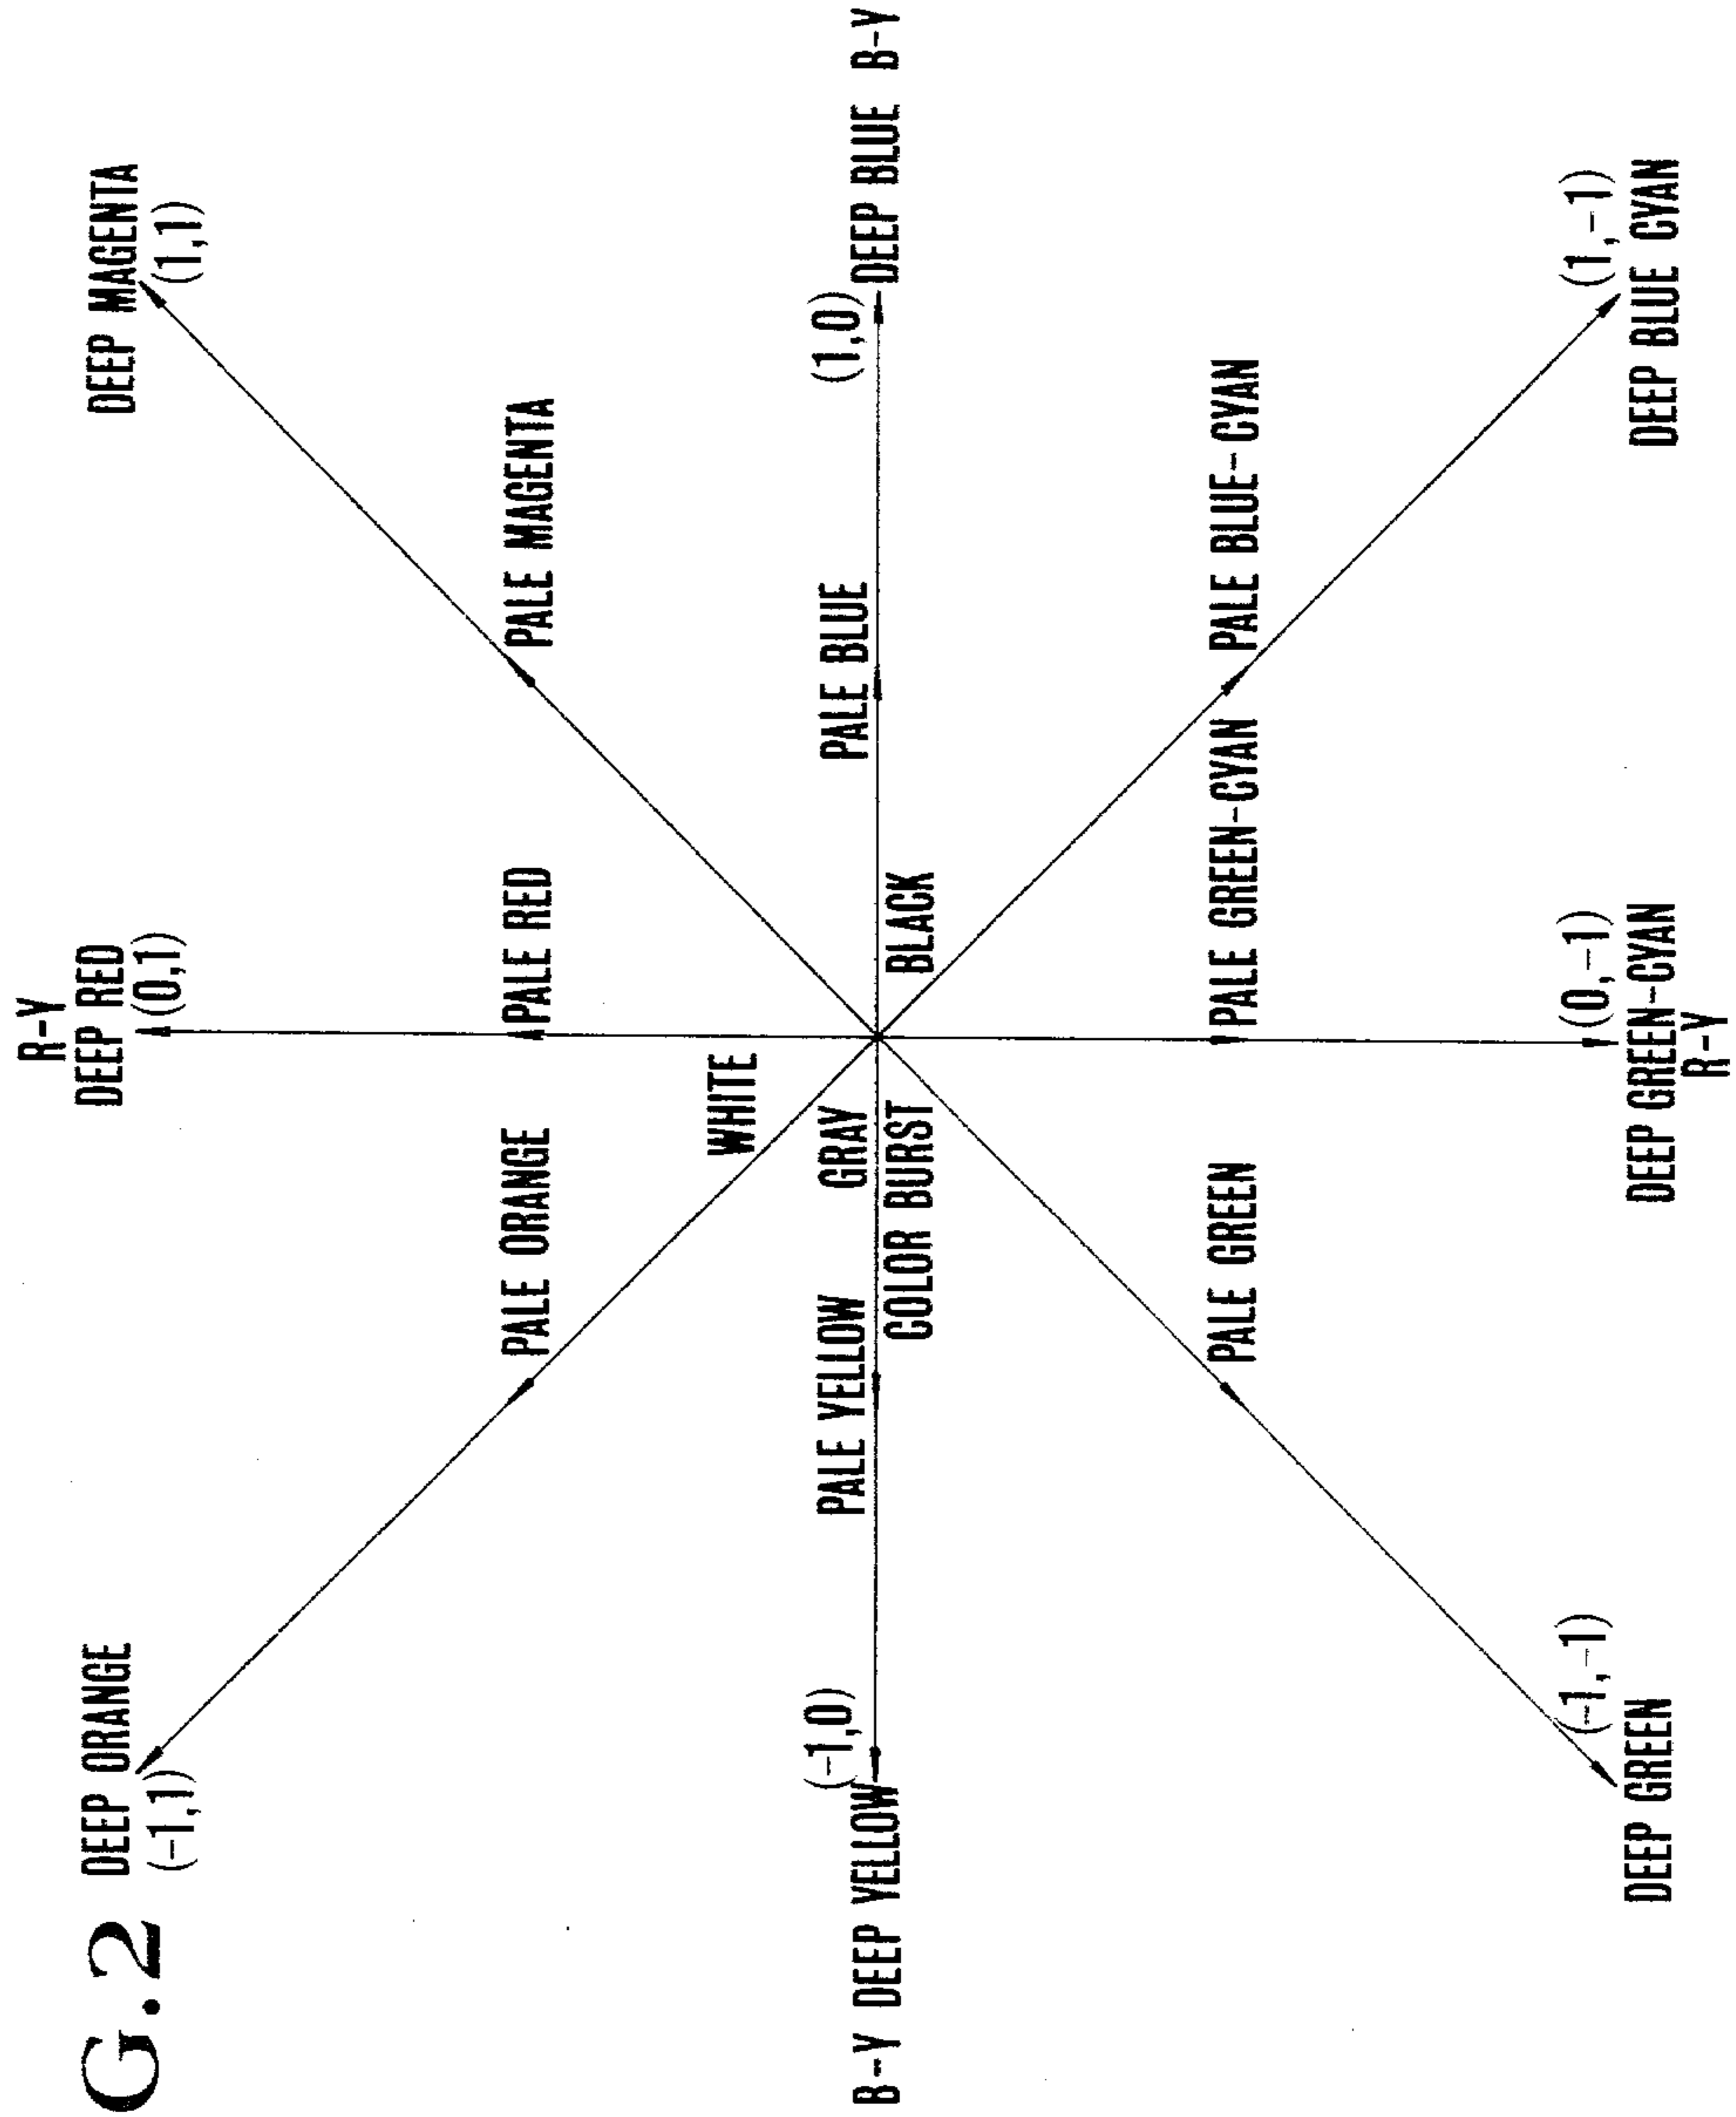 G.2
R-Y
DEEP ORANGE
DEEP RED
DEEP MAGENTA
(-1,1)
(0,1)
(1,1)
PALE ORANGE
PALE RED
PALE MAGENTA
WHITE
(-1,0)
PALE YELLOW
GRAY
PALE BLUE
(1,0)
B-Y DEEP YELLOW
DEEP BLUE B-Y
COLOR BURST
BLACK
PALE GREEN
PALE GREEN-CYAN
PALE BLUE-CYAN
(-1,-1)
(0,-1)
(1,-1)
DEEP GREEN
DEEP GREEN-CYAN
DEEP BLUE CYAN
R-Y